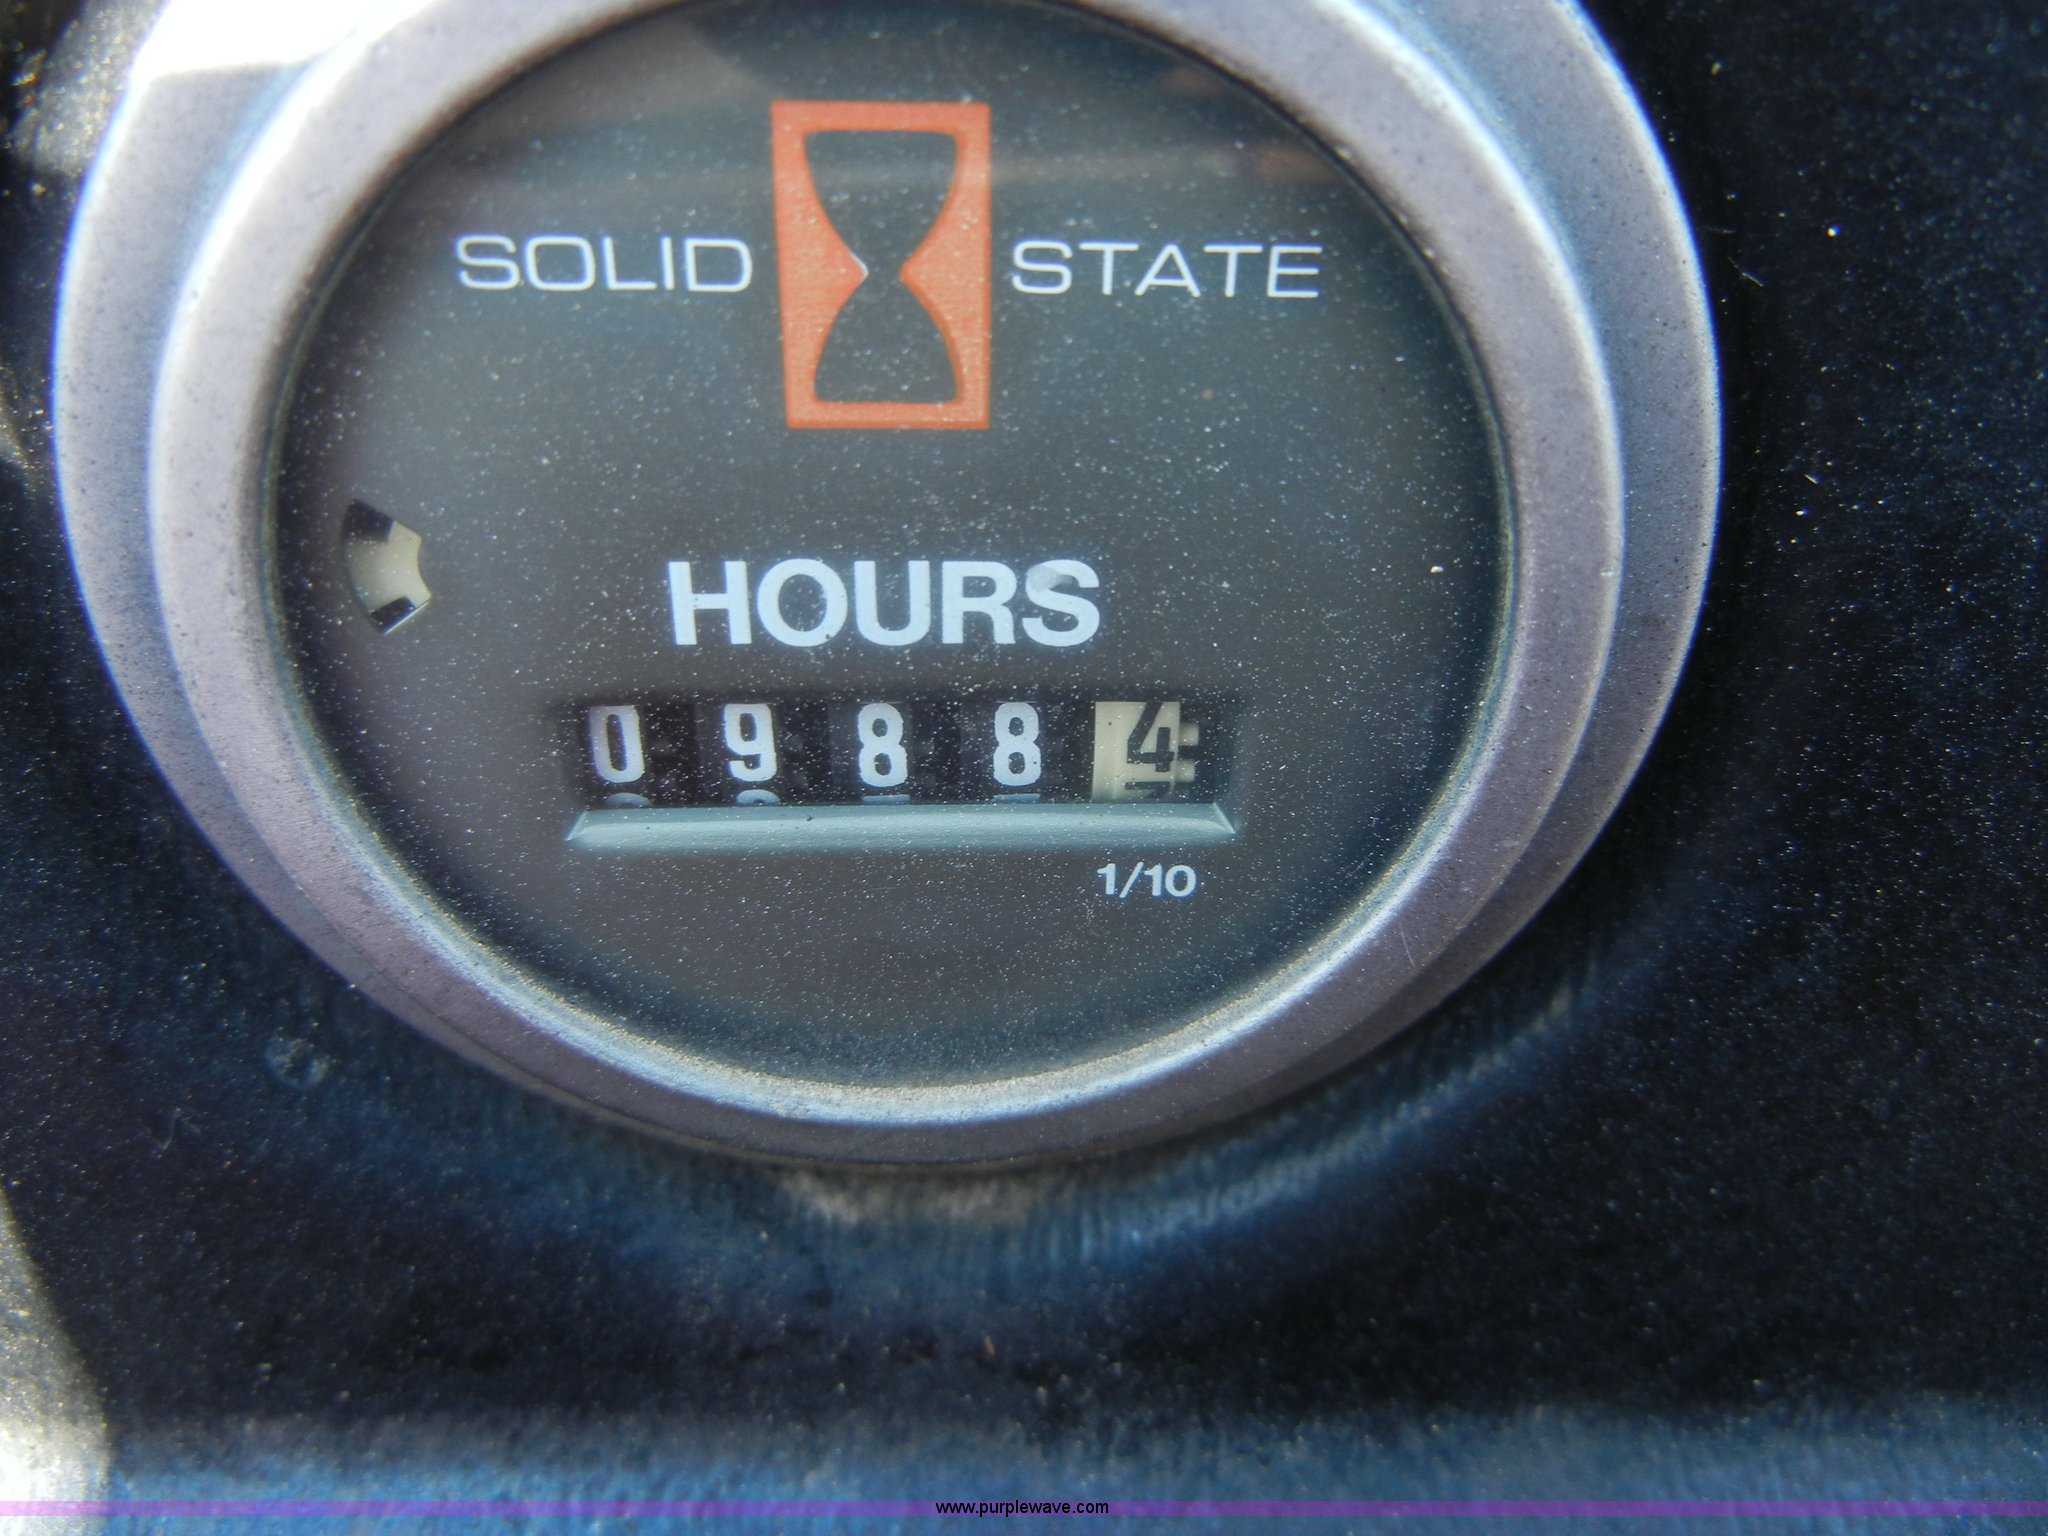 SOLID STATE
HOURS
0 9 8 8 4
1/10
www.purplewave.com